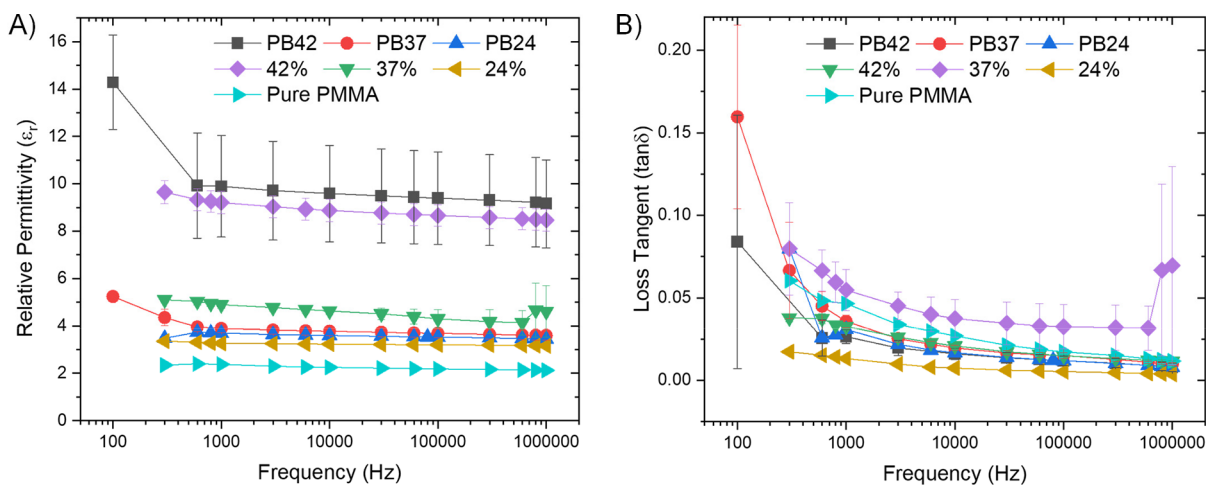 A)
PB42 PB37 PB24
42% 37% 24%
Pure PMMA
Relative Permittivity (εr)
16
14
12
10
8
6
4
2
0
100 1000 10000 100000 1000000
Frequency (Hz)
B)
PB42 PB37 PB24
42% 37% 24%
Pure PMMA
Loss Tangent (tanδ)
0.20
0.15
0.10
0.05
0.00
100 1000 10000 100000 1000000
Frequency (Hz)